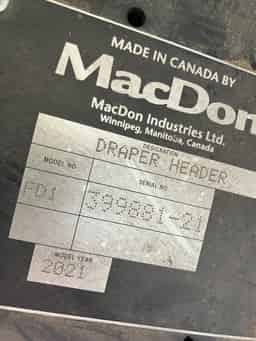 MADE IN CANADA BY
MacDon
MacDon Industries Ltd.
Winnipeg, Manitoba, Canada
DESIGNATION
DRAPER HEADER
MODEL NO.
SERIAL NO.
FD1
399881-21
MODEL YEAR
2021